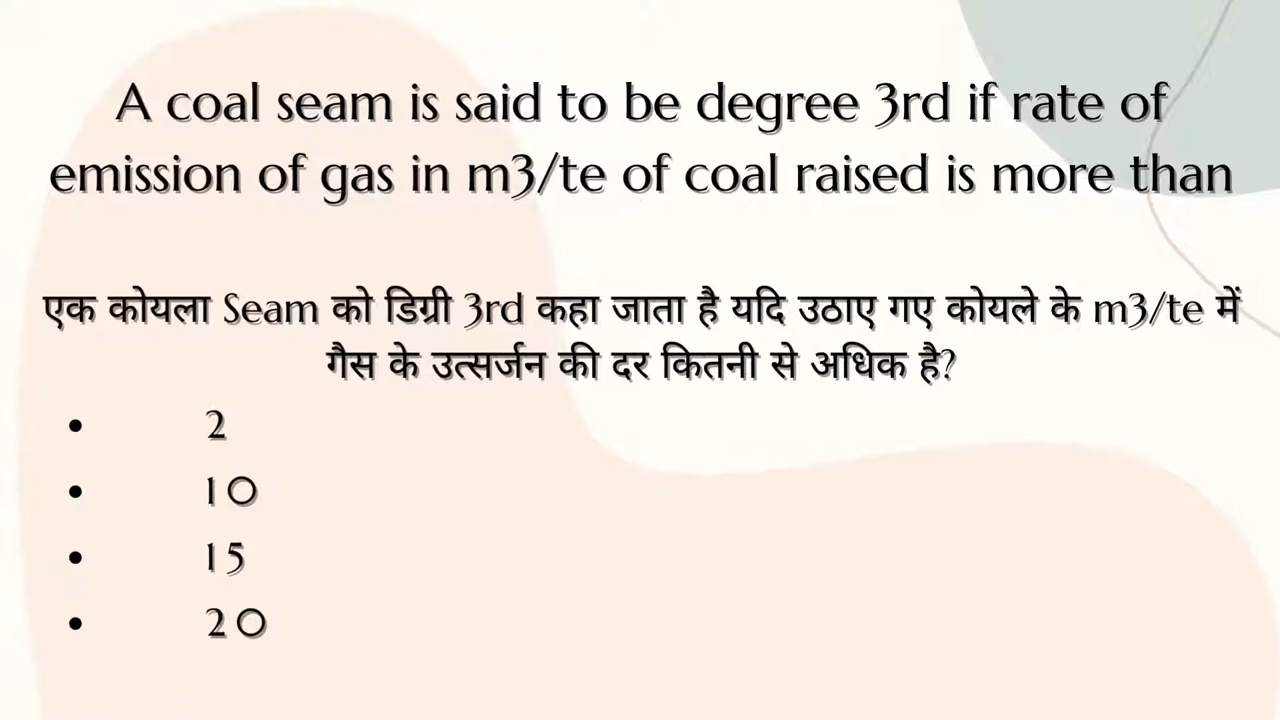 A coal seam is said to be degree 3rd if rate of
emission of gas in m3/te of coal raised is more than
एक कोयला Seam को डिग्री 3rd कहा जाता है यदि उठाए गए कोयले के m3/te में
गैस के उत्सर्जन की दर कितनी से अधिक है?
• 2
• 10
• 15
• 20